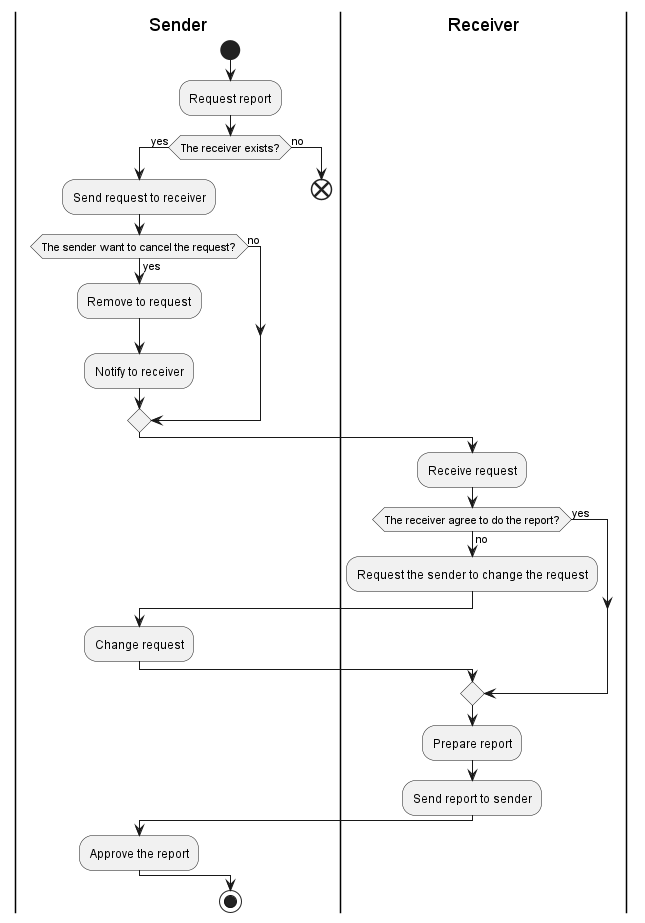 Sender
Receiver
Request report
The receiver exists?
yes
no
Send request to receiver
The sender want to cancel the request?
no
yes
Remove to request
Notify to receiver
Receive request
The receiver agree to do the report?
yes
no
Request the sender to change the request
Change request
Prepare report
Send report to sender
Approve the report